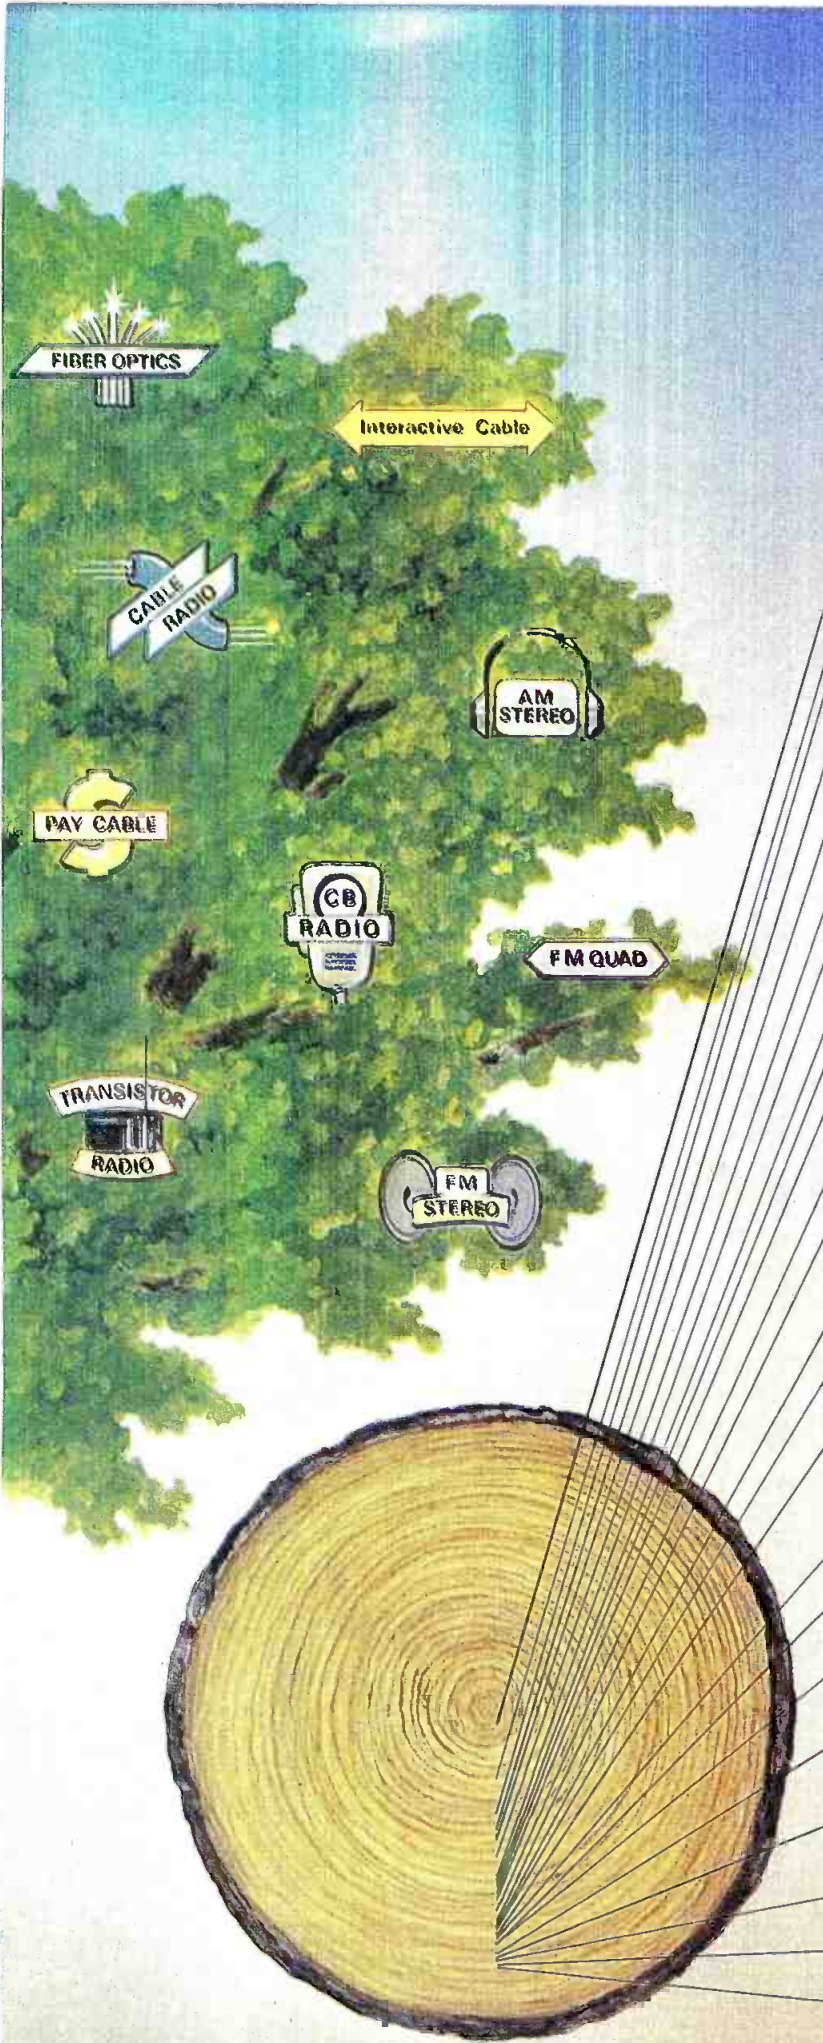 FIBER OPTICS
Interactive Cable
CABLE
RADIO
AM
STEREO
PAY CABLE
CB
RADIO
FM QUAD
TRANSISTOR
RADIO
FM
STEREO